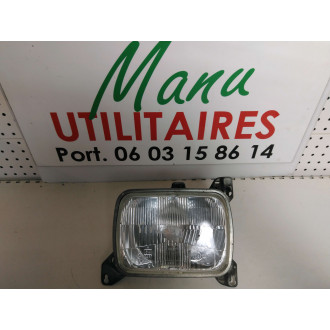 Manu
UTILITAIRES
Port. 06 03 15 86 14